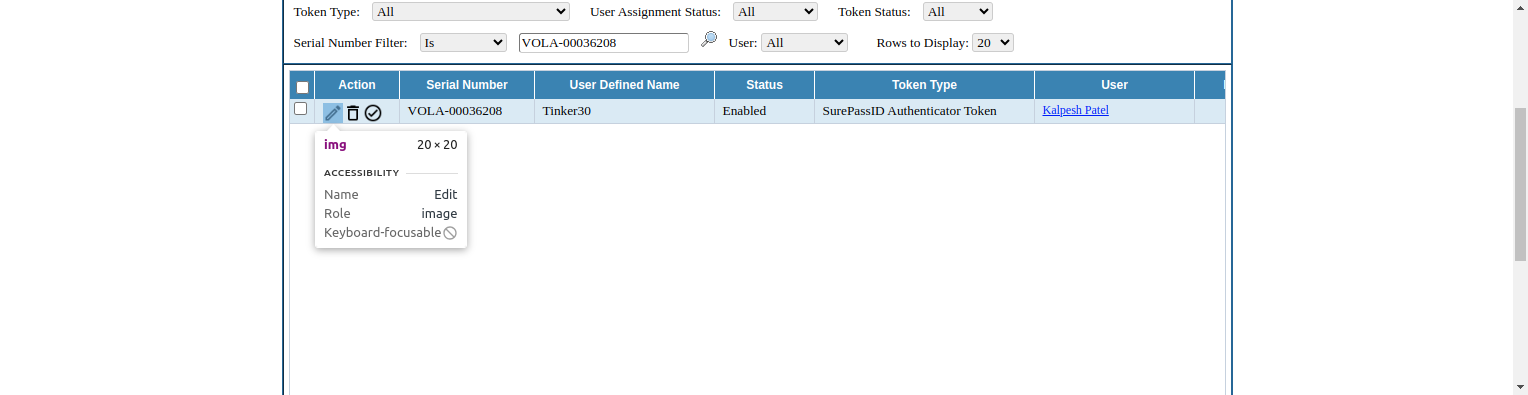 Token Type: All User Assignment Status: All Token Status: All
Serial Number Filter: Is VOLA-00036208 User: All Rows to Display: 20
Action Serial Number User Defined Name Status Token Type User
VOLA-00036208 Tinker30 Enabled SurePassID Authenticator Token Kalpesh Patel
img 20 × 20
ACCESSIBILITY
Name Edit
Role image
Keyboard-focusable